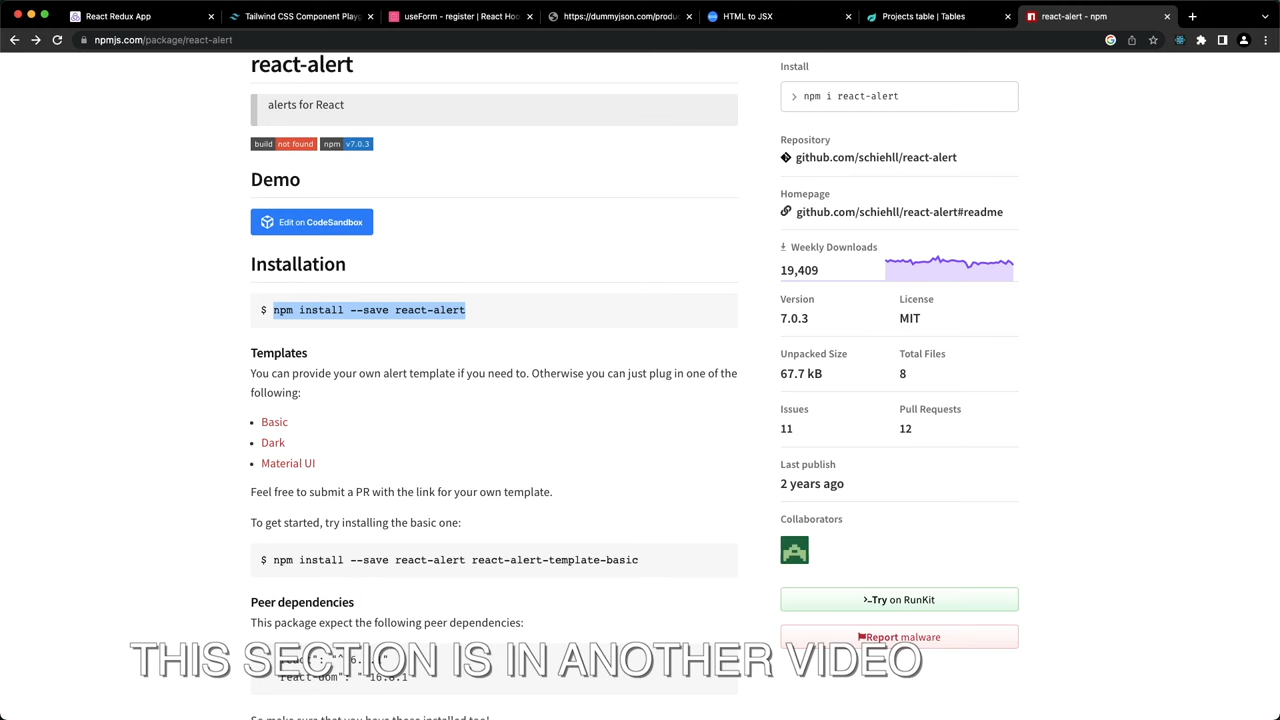 React Redux App
Tailwind CSS Component Playg
useForm - register | React Hoo
https://dummyjson.com/produc
HTML to JSX
Projects table | Tables
react-alert - npm
npmjs.com/package/react-alert
react-alert
alerts for React
build not found npm v7.0.3
Demo
Edit on CodeSandbox
Installation
$ npm install --save react-alert
Templates
You can provide your own alert template if you need to. Otherwise you can just plug in one of the
following:
Basic
Dark
Material UI
Feel free to submit a PR with the link for your own template.
To get started, try installing the basic one:
$ npm install --save react-alert react-alert-template-basic
Peer dependencies
This package expect the following peer dependencies:
THIS SECTION IS IN ANOTHER VIDEO
Install
npm i react-alert
Repository
github.com/schiehll/react-alert
Homepage
github.com/schiehll/react-alert#readme
Weekly Downloads
19,409
Version
7.0.3
License
MIT
Unpacked Size
67.7 kB
Total Files
8
Issues
11
Pull Requests
12
Last publish
2 years ago
Collaborators
Try on RunKit
Report malware